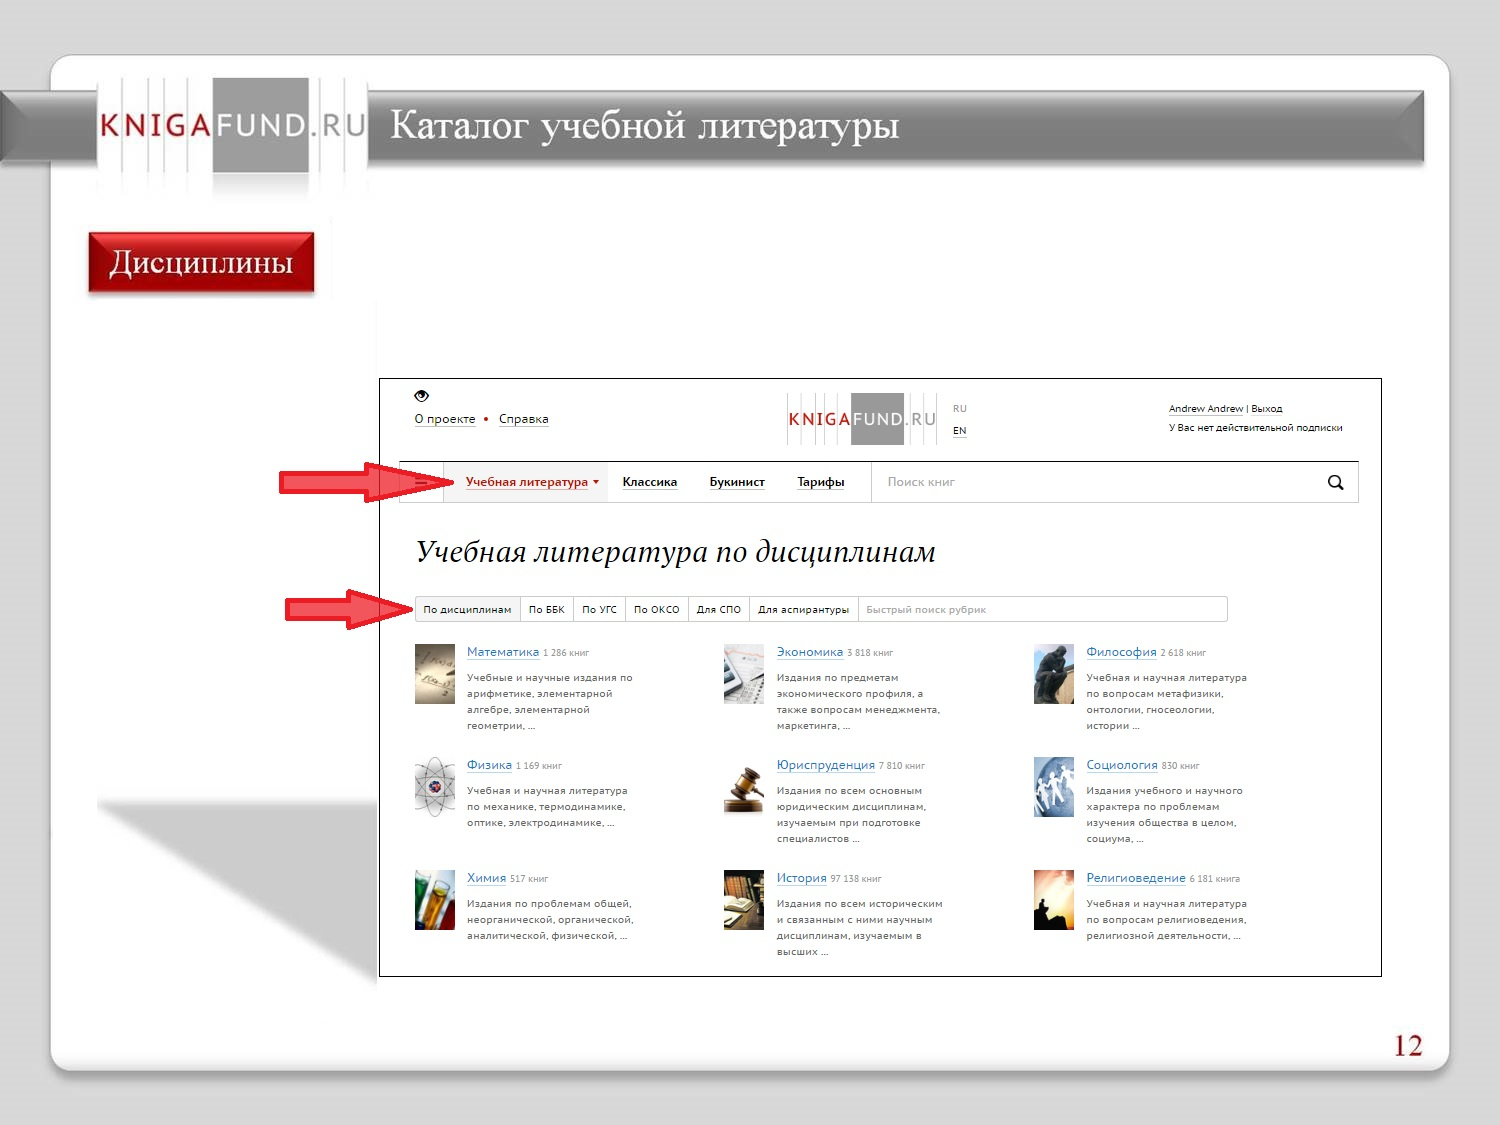 KNIGAFUND.RU Каталог учебной литературы
Дисциплины
О проекте • Справка
KNIGAFUND.RU
RU
EN
Andrew Andrew | Выход
У Вас нет действительной подписки
Учебная литература Классика Букинист Тарифы Поиск книг
Учебная литература по дисциплинам
По дисциплинам По ББК По УГС По ОКСО Для СПО Для аспирантуры Быстрый поиск рубрик
Математика 1 286 книг
Учебные и научные издания по
арифметике, элементарной
алгебре, элементарной
геометрии, ...
Экономика 3 818 книг
Издания по предметам
экономического профиля, а
также вопросам менеджмента,
маркетинга, ...
Философия 2 618 книг
Учебная и научная литература
по вопросам метафизики,
онтологии, гносеологии,
истории ...
Физика 1 169 книг
Учебная и научная литература
по механике, термодинамике,
оптике, электродинамике, ...
Юриспруденция 7 810 книг
Издания по всем основным
юридическим дисциплинам,
изучаемым при подготовке
специалистов ...
Социология 830 книг
Издания учебного и научного
характера по проблемам
изучения общества в целом,
социума, ...
Химия 517 книг
Издания по проблемам общей,
неорганической, органической,
аналитической, физической, ...
История 97 138 книг
Издания по всем историческим
и связанным с ними научным
дисциплинам, изучаемым в
высших ...
Религиоведение 6 181 книга
Учебная и научная литература
по вопросам религиоведения,
религиозной деятельности, ...
12